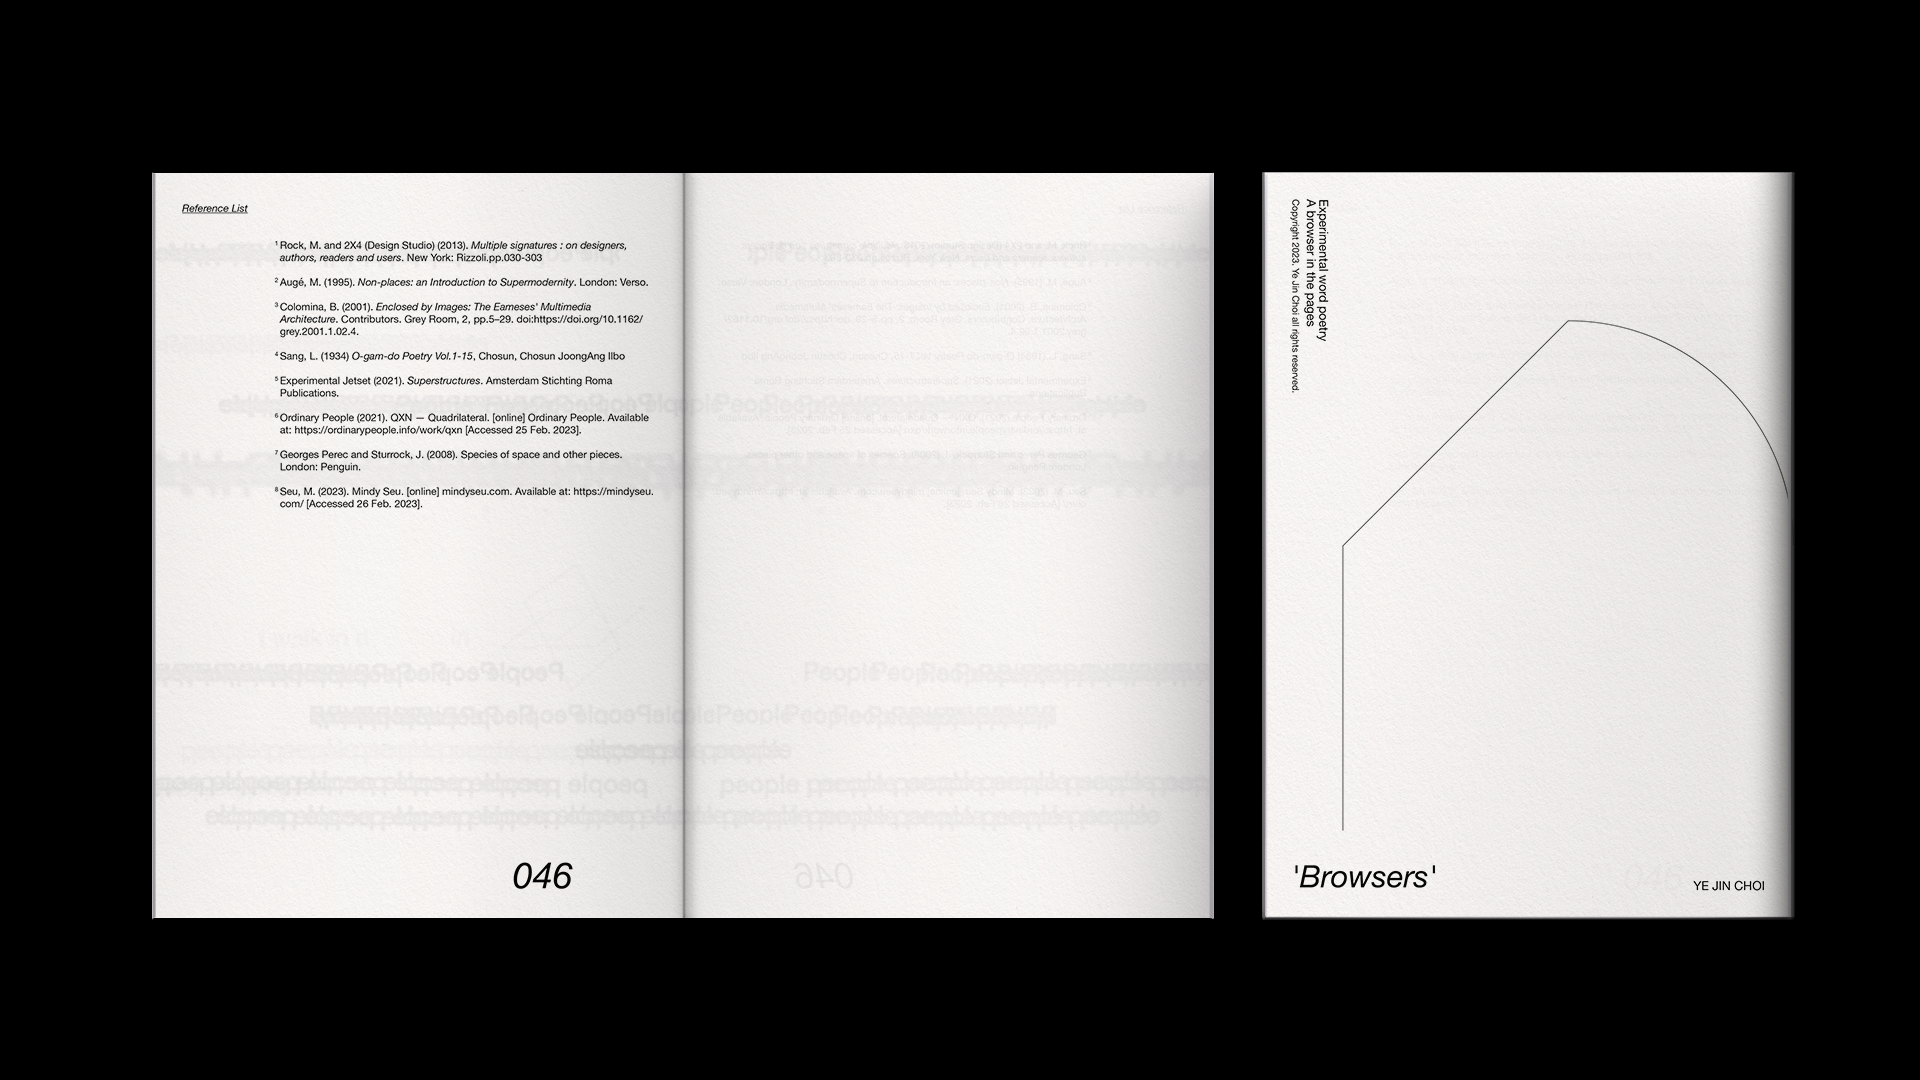 Reference List
1 Rock, M. and 2X4 (Design Studio) (2013). Multiple signatures : on designers,
authors, readers and users. New York: Rizzoli.pp.030-303
2 Augé, M. (1995). Non-places: an Introduction to Supermodernity. London: Verso.
3 Colomina, B. (2001). Enclosed by Images: The Eameses' Multimedia
Architecture. Contributors. Grey Room, 2, pp.5–29. doi:https://doi.org/10.1162/
grey.2001.1.02.4.
4 Sang, L. (1934) O-gam-do Poetry Vol.1-15, Chosun, Chosun JoongAng Ilbo
5 Experimental Jetset (2021). Superstructures. Amsterdam Stichting Roma
Publications.
6 Ordinary People (2021). QXN — Quadrilateral. [online] Ordinary People. Available
at: https://ordinarypeople.info/work/qxn [Accessed 25 Feb. 2023].
7 Georges Perec and Sturrock, J. (2008). Species of space and other pieces.
London: Penguin.
8 Seu, M. (2023). Mindy Seu. [online] mindyseu.com. Available at: https://mindyseu.
com/ [Accessed 26 Feb. 2023].
046
Experimental word poetry
A browser in the pages
Copyright 2023. Ye Jin Choi all rights reserved.
'Browsers'
YE JIN CHOI